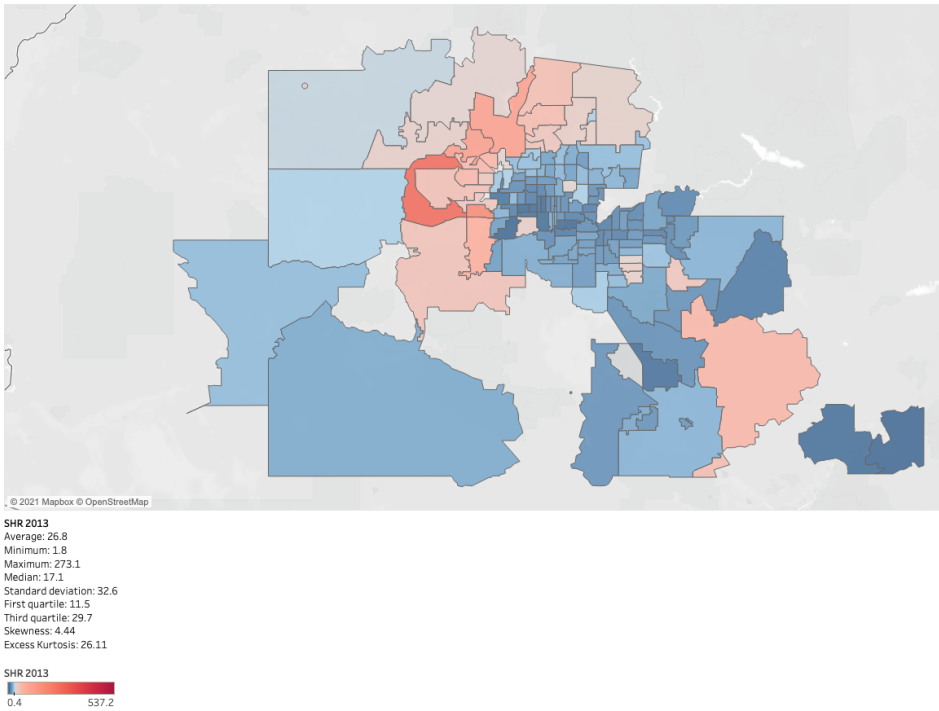 © 2021 Mapbox © OpenStreetMap
SHR 2013
Average: 26.8
Minimum: 1.8
Maximum: 273.1
Median: 17.1
Standard deviation: 32.6
First quartile: 11.5
Third quartile: 29.7
Skewness: 4.44
Excess Kurtosis: 26.11
SHR 2013
0.4 537.2